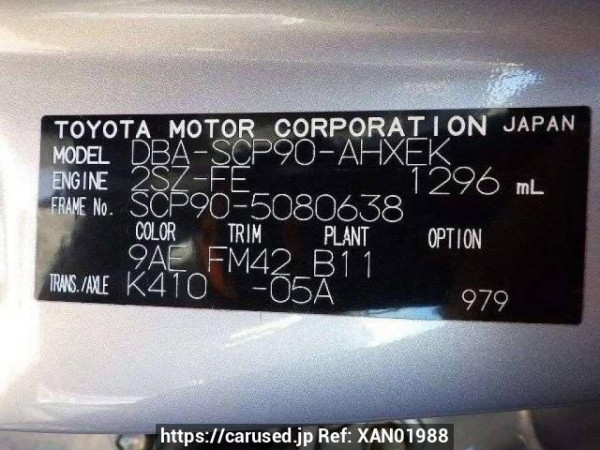 TOYOTA MOTOR CORPORATION JAPAN
MODEL DBA-SCP90-AHXEK
ENGINE 2SZ-FE 1296 mL
FRAME No. SCP90-5080638
COLOR TRIM PLANT OPTION
9AE FM42 B11
TRANS./AXLE K410 -05A 979
https://carused.jp Ref: XAN01988